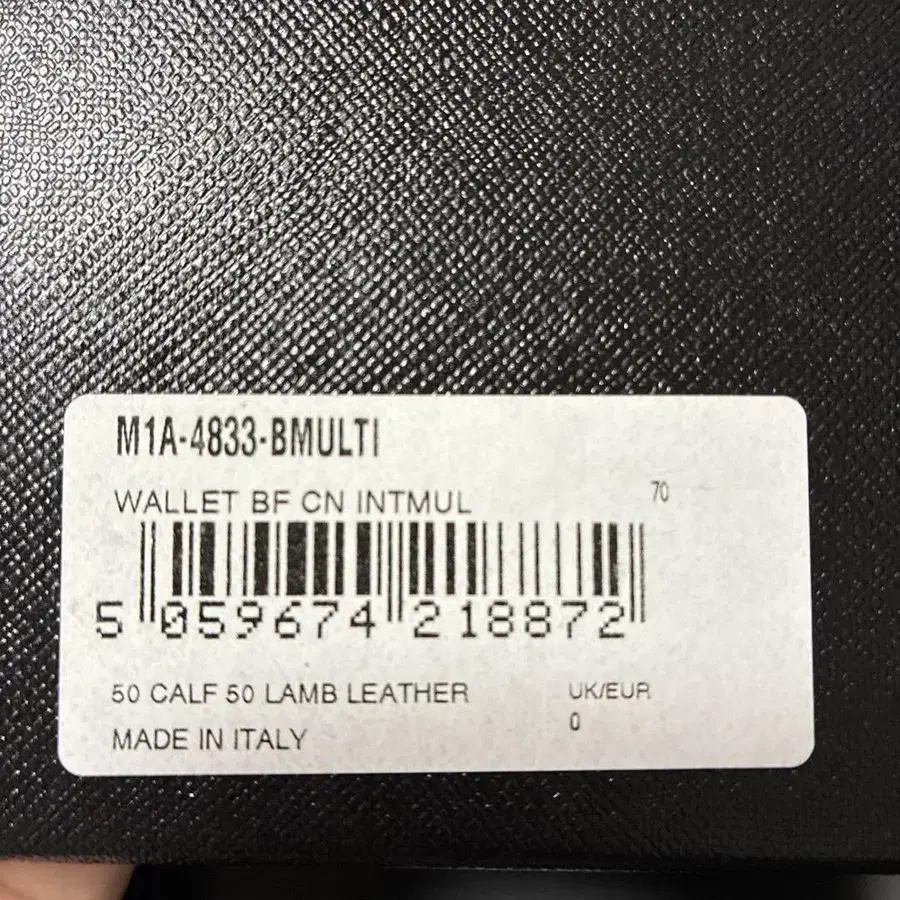 M1A-4833-BMULTI
WALLET BF CN INTMUL 70
5 059674 218872
50 CALF 50 LAMB LEATHER UK/EUR
0
MADE IN ITALY